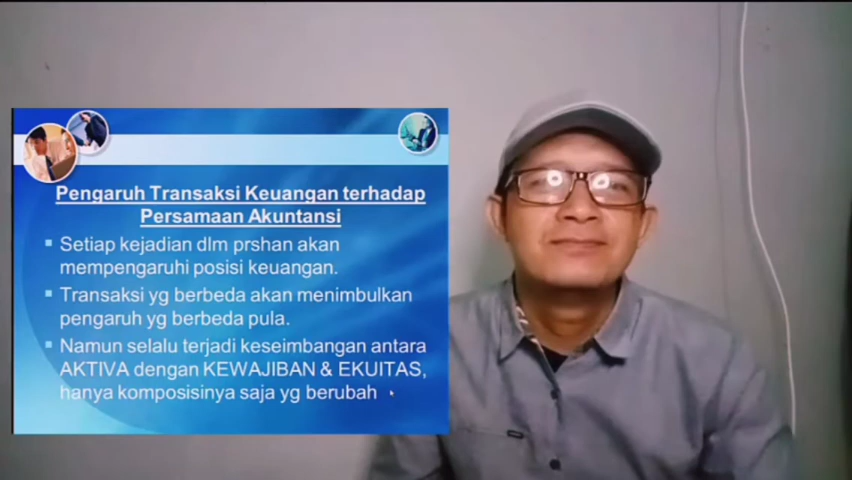 Pengaruh Transaksi Keuangan terhadap
Persamaan Akuntansi
Setiap kejadian dlm prshan akan
mempengaruhi posisi keuangan.
Transaksi yg berbeda akan menimbulkan
pengaruh yg berbeda pula.
Namun selalu terjadi keseimbangan antara
AKTIVA dengan KEWAJIBAN & EKUITAS,
hanya komposisinya saja yg berubah